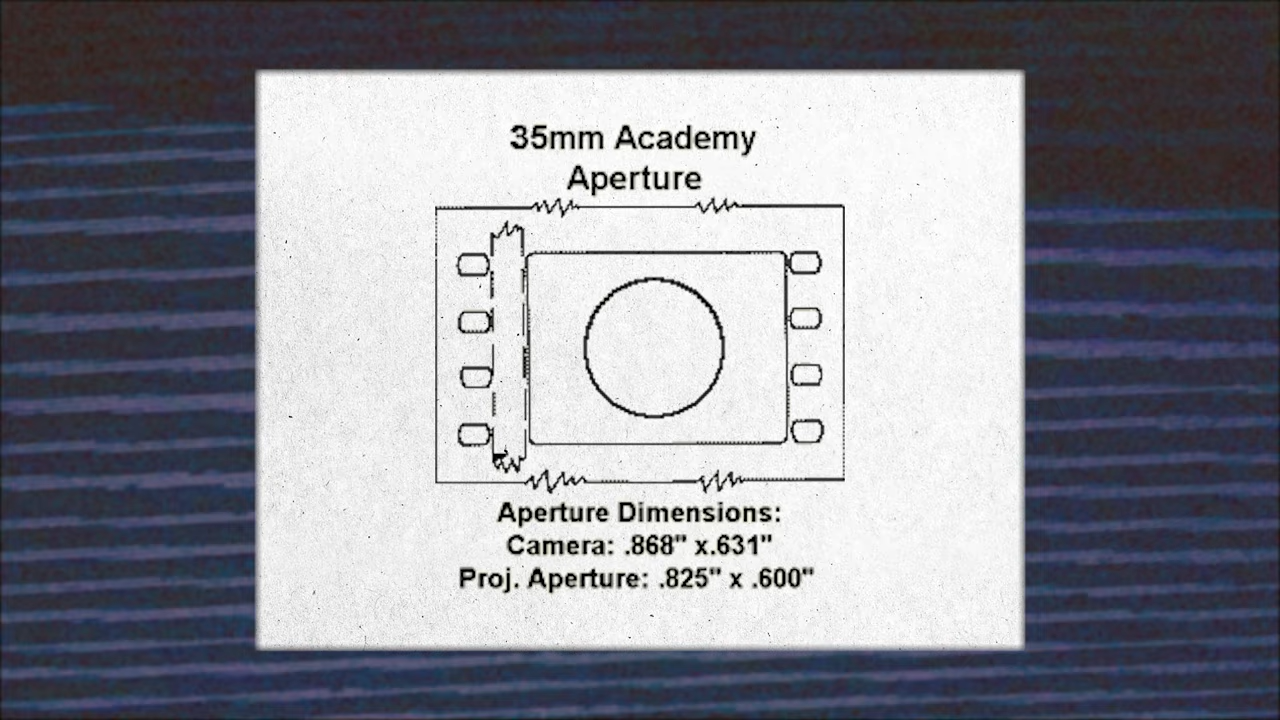 35mm Academy
Aperture
Aperture Dimensions:
Camera: .868" x.631"
Proj. Aperture: .825" x .600"